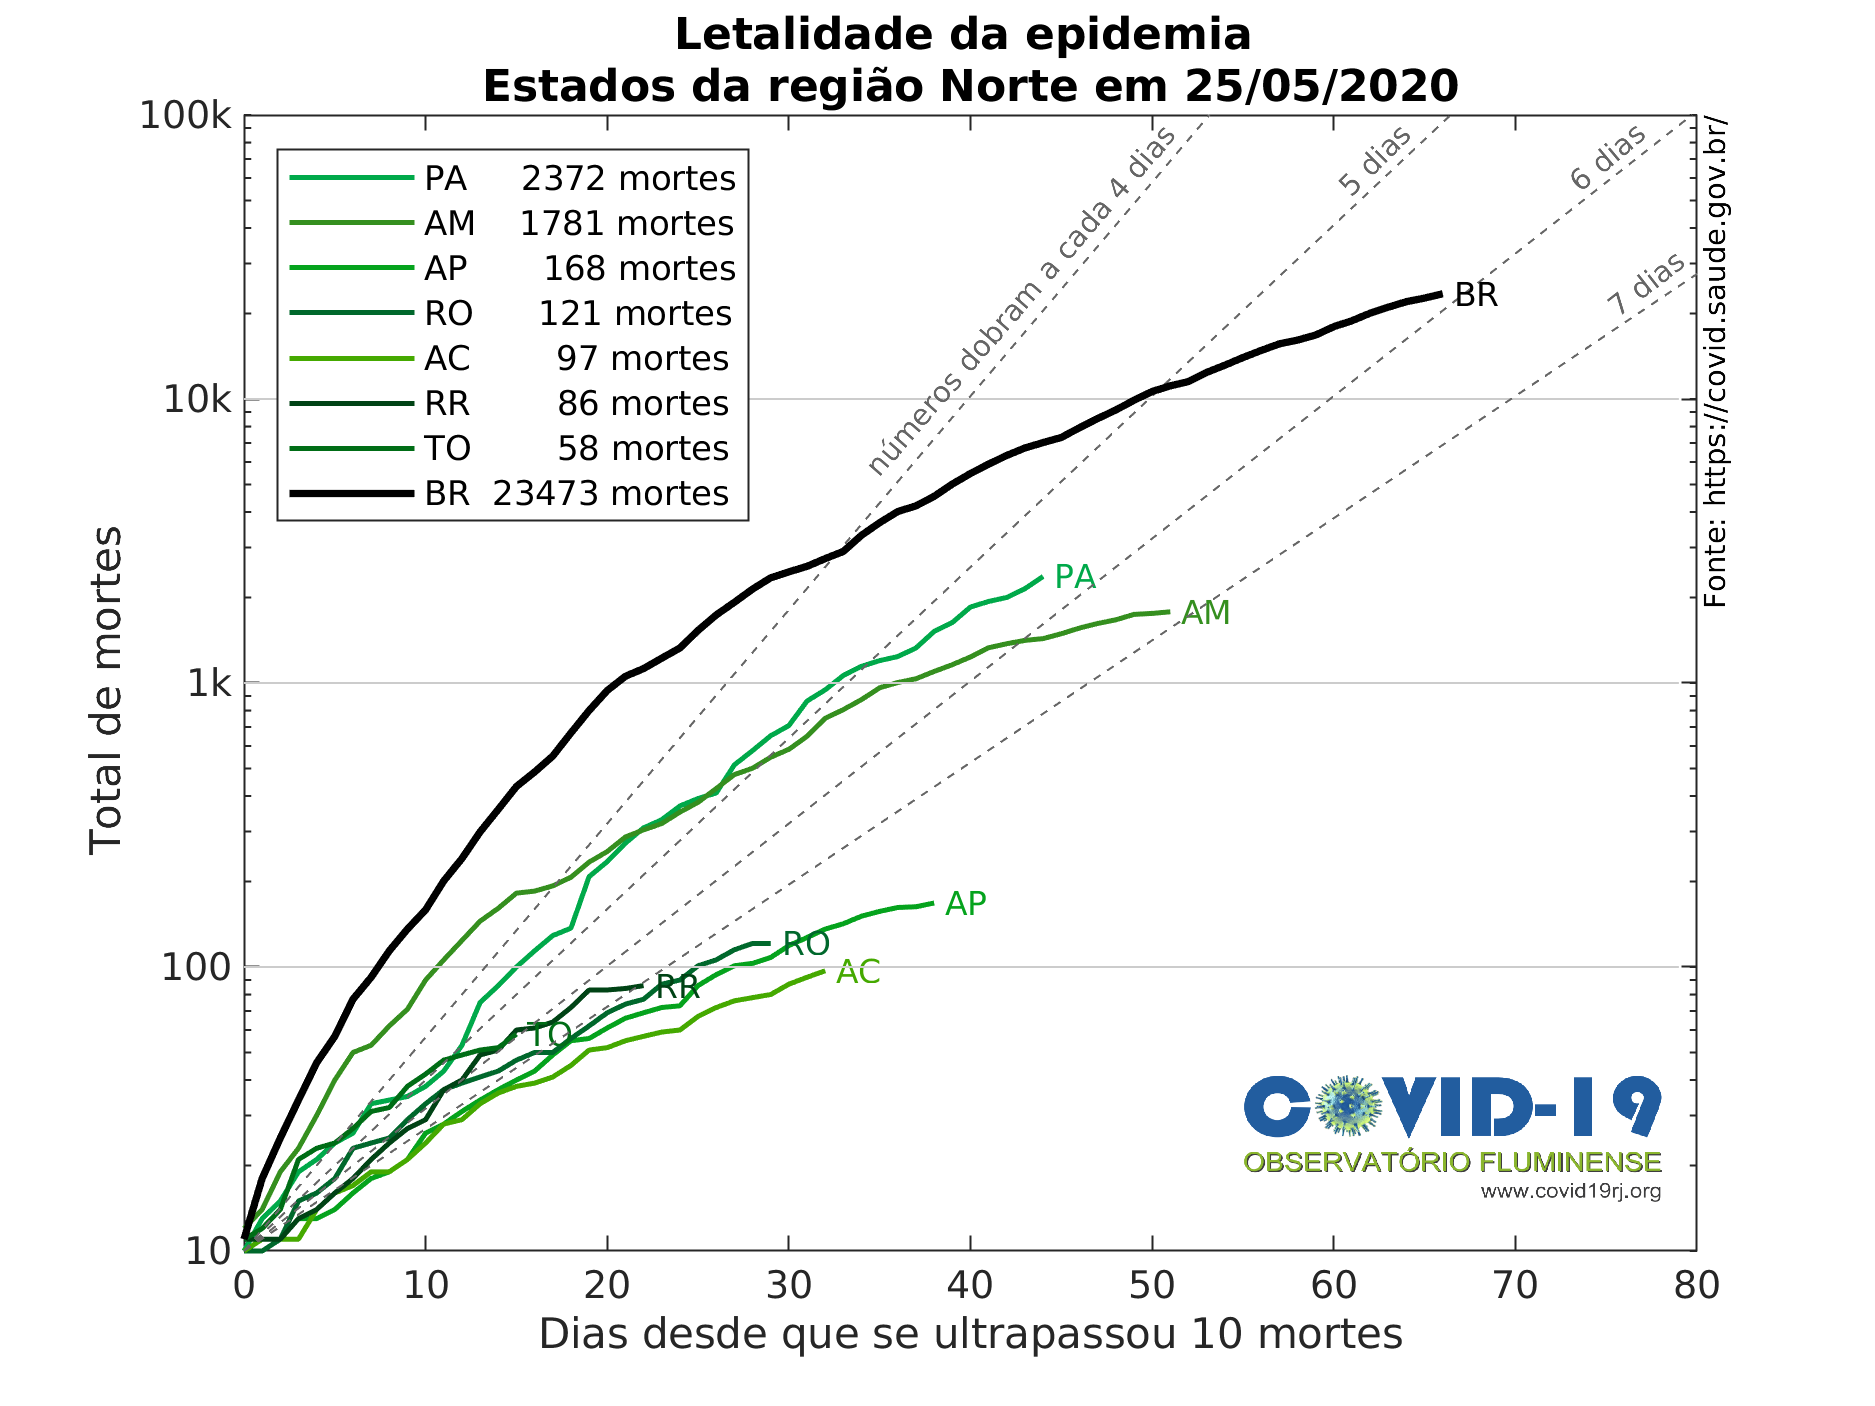 Letalidade da epidemia
Estados da região Norte em 25/05/2020
100k
10k
1k
100
10
Total de mortes
PA 2372 mortes
AM 1781 mortes
AP 168 mortes
RO 121 mortes
AC 97 mortes
RR 86 mortes
TO 58 mortes
BR 23473 mortes
números dobram a cada 4 dias
5 dias
6 dias
7 dias
BR
PA
AM
AP
RO
AC
RR
TO
Fonte: https://covid.saude.gov.br/
COVID-19
OBSERVATÓRIO FLUMINENSE
www.covid19rj.org
0 10 20 30 40 50 60 70 80
Dias desde que se ultrapassou 10 mortes